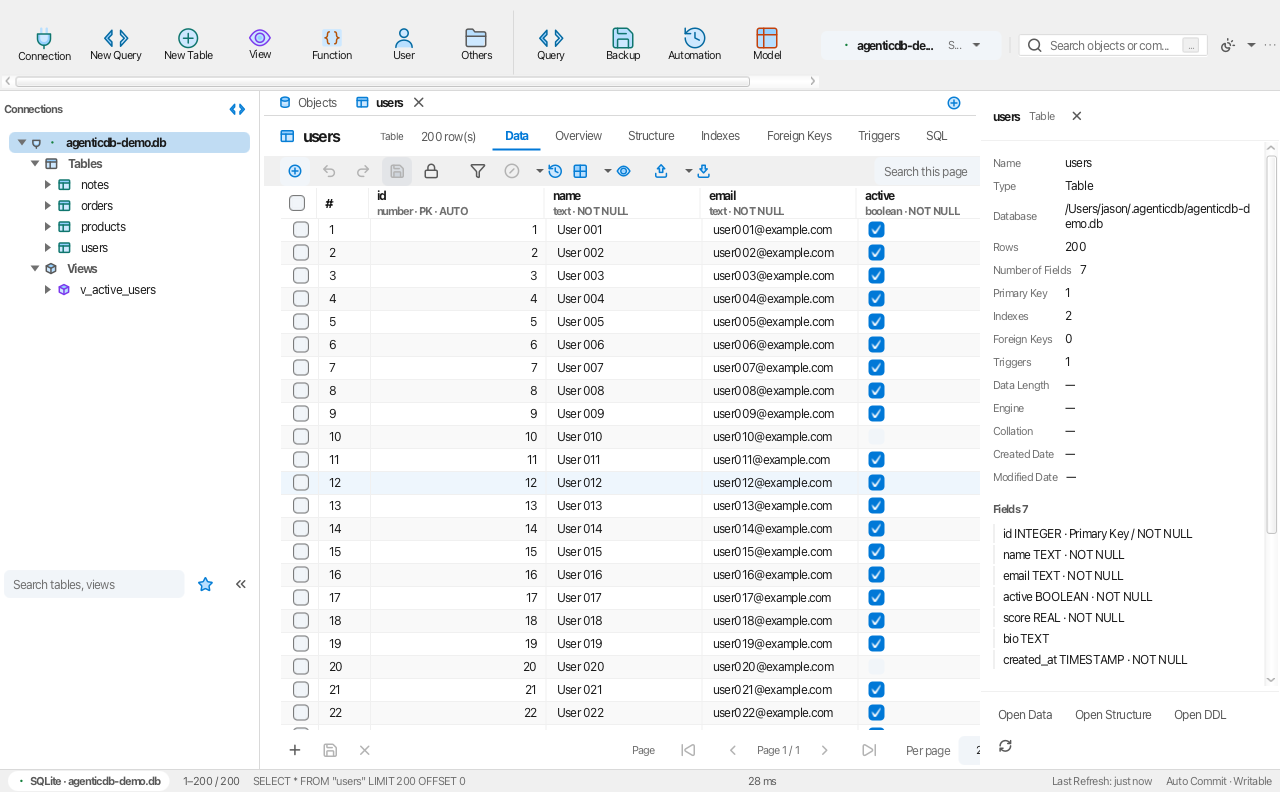 Connection New Query New Table View Function User Others Query Backup Automation Model
agenticdb-de... S... Search objects or com... ...
Connections
agenticdb-demo.db
Tables
notes
orders
products
users
Views
v_active_users
Search tables, views
Objects users
users Table 200 row(s) Data Overview Structure Indexes Foreign Keys Triggers SQL
Search this page
# id name email active
number · PK · AUTO text · NOT NULL text · NOT NULL boolean · NOT NULL
1 1 User 001 user001@example.com
2 2 User 002 user002@example.com
3 3 User 003 user003@example.com
4 4 User 004 user004@example.com
5 5 User 005 user005@example.com
6 6 User 006 user006@example.com
7 7 User 007 user007@example.com
8 8 User 008 user008@example.com
9 9 User 009 user009@example.com
10 10 User 010 user010@example.com
11 11 User 011 user011@example.com
12 12 User 012 user012@example.com
13 13 User 013 user013@example.com
14 14 User 014 user014@example.com
15 15 User 015 user015@example.com
16 16 User 016 user016@example.com
17 17 User 017 user017@example.com
18 18 User 018 user018@example.com
19 19 User 019 user019@example.com
20 20 User 020 user020@example.com
21 21 User 021 user021@example.com
22 22 User 022 user022@example.com
Page Page 1 / 1 Per page
users Table
Name users
Type Table
Database /Users/jason/.agenticdb/agenticdb-d
emo.db
Rows 200
Number of Fields 7
Primary Key 1
Indexes 2
Foreign Keys 0
Triggers 1
Data Length —
Engine —
Collation —
Created Date —
Modified Date —
Fields 7
id INTEGER · Primary Key / NOT NULL
name TEXT · NOT NULL
email TEXT · NOT NULL
active BOOLEAN · NOT NULL
score REAL · NOT NULL
bio TEXT
created_at TIMESTAMP · NOT NULL
Open Data Open Structure Open DDL
SQLite · agenticdb-demo.db 1–200 / 200 SELECT * FROM "users" LIMIT 200 OFFSET 0 28 ms Last Refresh: just now Auto Commit · Writable